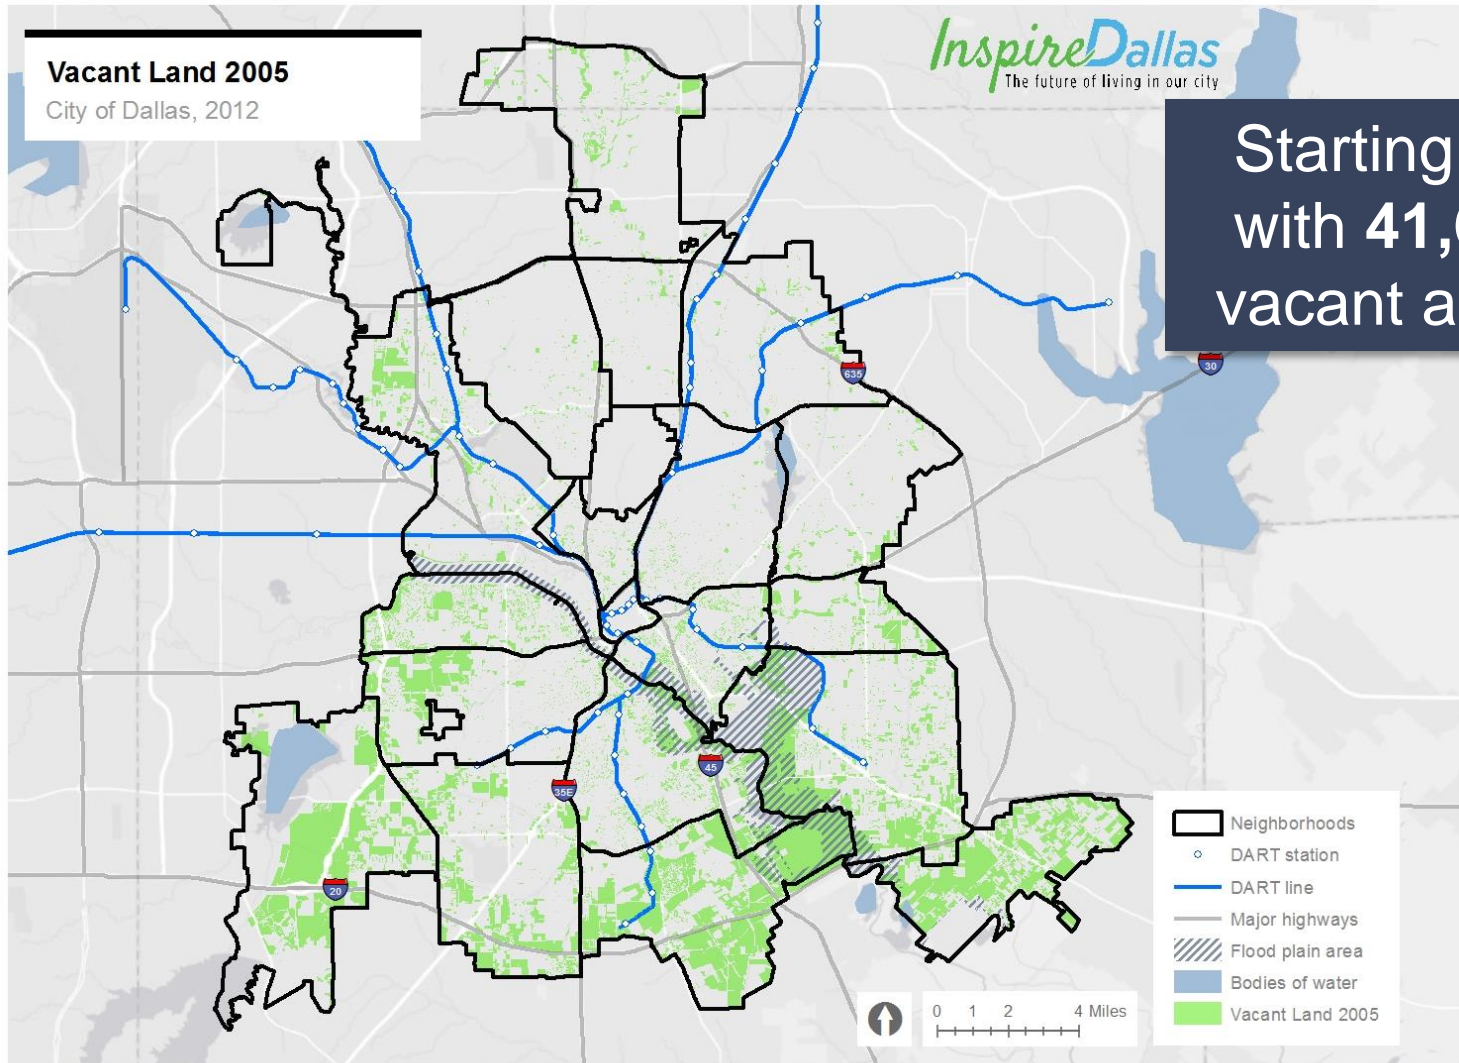 Vacant Land 2005
City of Dallas, 2012
InspireDallas
The future of living in our city
Starting
with 41,
vacant a
635
30
45
35E
20
Neighborhoods
DART station
DART line
Major highways
Flood plain area
Bodies of water
Vacant Land 2005
0 1 2 4 Miles